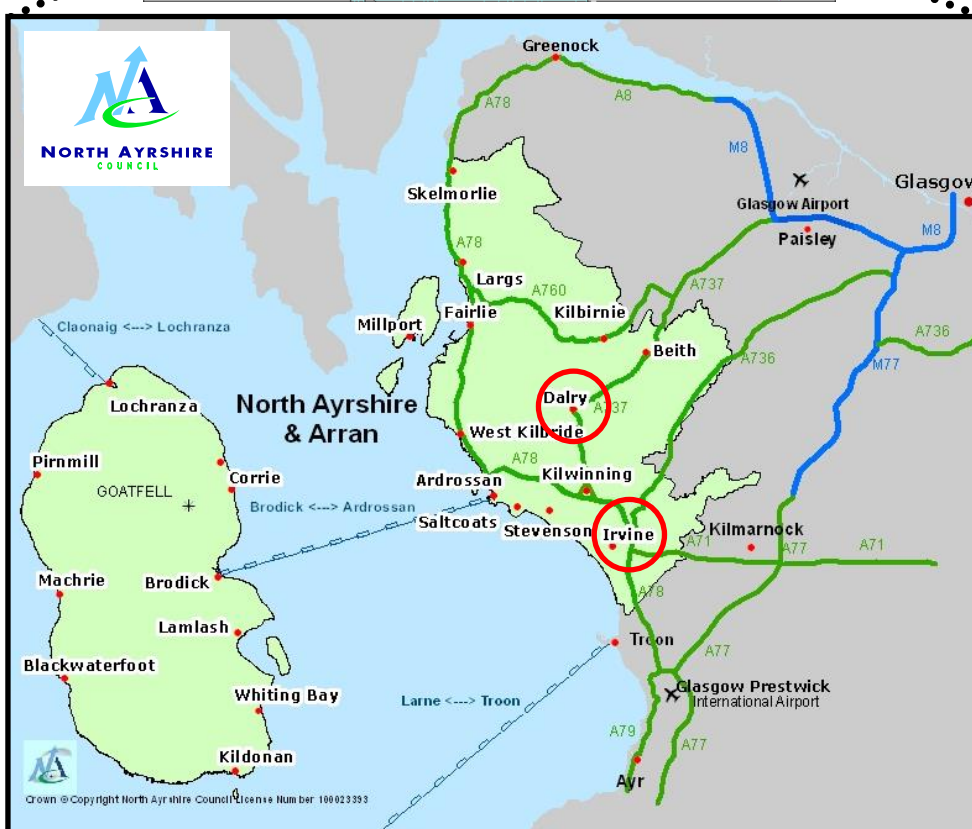 NORTH AYRSHIRE
COUNCIL
Greenock
A78
A8
M8
Skelmorlie
Glasgow Airport
Glasgow
Paisley
M8
A78
Largs
A760
A737
Millport
Fairlie
Kilbirnie
Claonaig <---> Lochranza
Beith
A736
A736
M77
Lochranza
North Ayrshire
& Arran
Dalry
A737
West Kilbride
Pirnmill
Corrie
A78
Kilwinning
GOATFELL
Ardrossan
Brodick <---> Ardrossan
Saltcoats
Stevenson
Irvine
A71
Kilmarnock
A77
A71
Machrie
Brodick
A78
Lamlash
Troon
A77
Blackwaterfoot
Whiting Bay
Larne <---> Troon
Glasgow Prestwick
International Airport
A79
A77
Kildonan
Ayr
Crown © Copyright North Ayrshire Council License Number 100023393